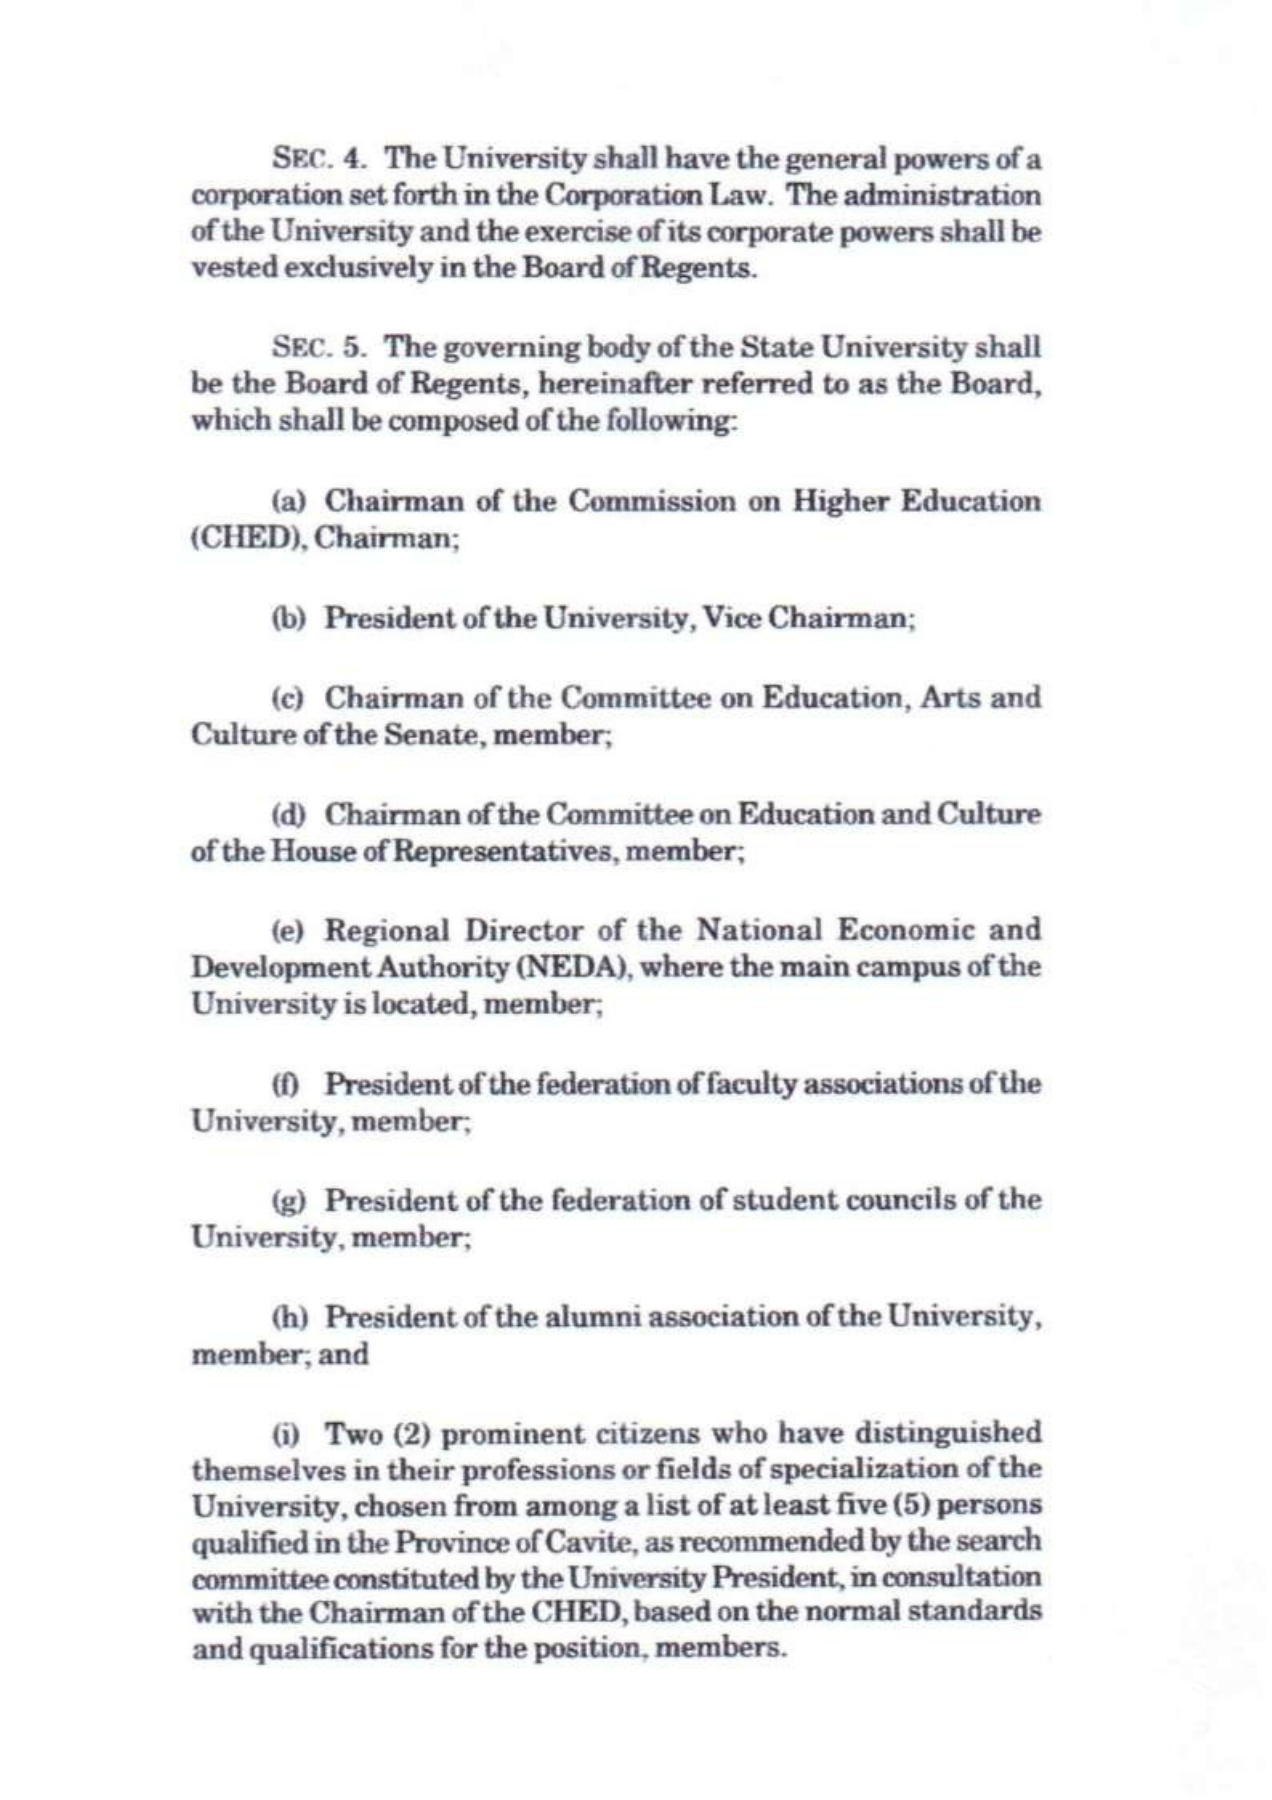 SEC. 4. The University shall have the general powers of a
corporation set forth in the Corporation Law. The administration
of the University and the exercise of its corporate powers shall be
vested exclusively in the Board of Regents.
SEC. 5. The governing body of the State University shall
be the Board of Regents, hereinafter referred to as the Board,
which shall be composed of the following:
(a) Chairman of the Commission on Higher Education
(CHED), Chairman;
(b) President of the University, Vice Chairman;
(c) Chairman of the Committee on Education, Arts and
Culture of the Senate, member;
(d) Chairman of the Committee on Education and Culture
of the House of Representatives, member;
(e) Regional Director of the National Economic and
Development Authority (NEDA), where the main campus of the
University is located, member;
(f) President of the federation of faculty associations of the
University, member;
(g) President of the federation of student councils of the
University, member;
(h) President of the alumni association of the University,
member; and
(i) Two (2) prominent citizens who have distinguished
themselves in their professions or fields of specialization of the
University, chosen from among a list of at least five (5) persons
qualified in the Province of Cavite, as recommended by the search
committee constituted by the University President, in consultation
with the Chairman of the CHED, based on the normal standards
and qualifications for the position, members.